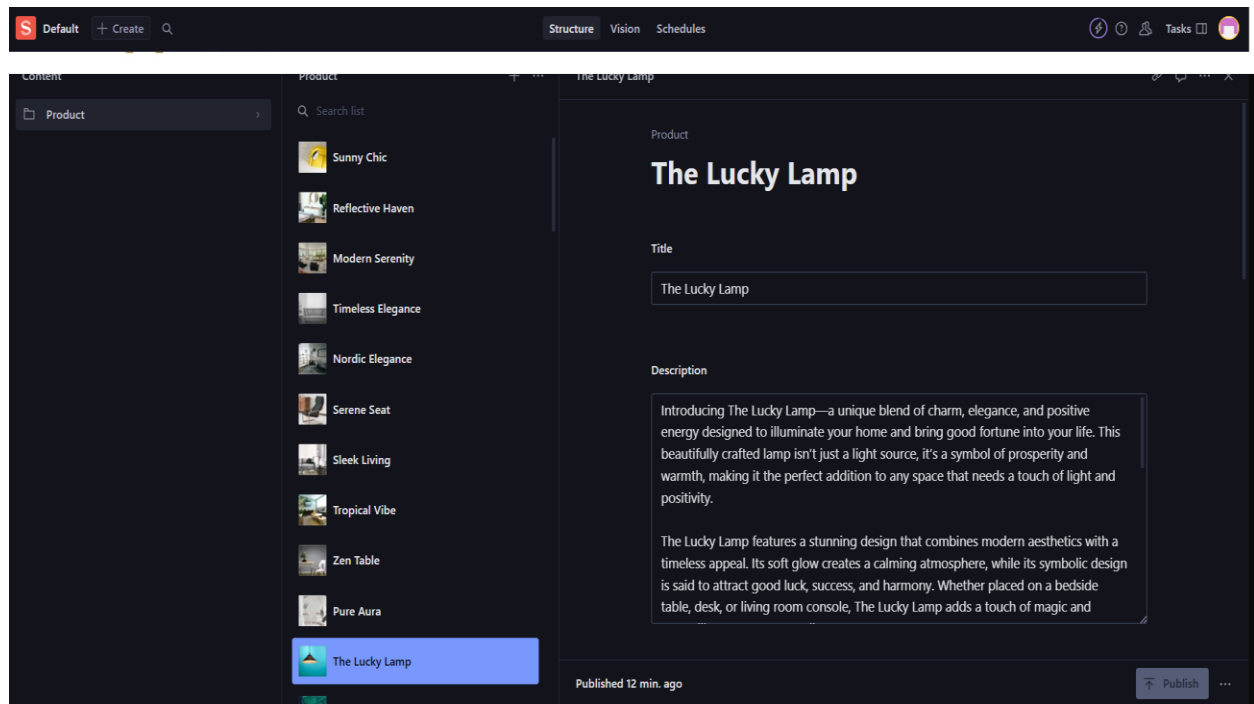 S Default + Create
Structure Vision Schedules
Tasks
Content
Product
Product
Search list
Sunny Chic
Reflective Haven
Modern Serenity
Timeless Elegance
Nordic Elegance
Serene Seat
Sleek Living
Tropical Vibe
Zen Table
Pure Aura
The Lucky Lamp
The Lucky Lamp
Product
The Lucky Lamp
Title
The Lucky Lamp
Description
Introducing The Lucky Lamp—a unique blend of charm, elegance, and positive
energy designed to illuminate your home and bring good fortune into your life. This
beautifully crafted lamp isn't just a light source, it's a symbol of prosperity and
warmth, making it the perfect addition to any space that needs a touch of light and
positivity.
The Lucky Lamp features a stunning design that combines modern aesthetics with a
timeless appeal. Its soft glow creates a calming atmosphere, while its symbolic design
is said to attract good luck, success, and harmony. Whether placed on a bedside
table, desk, or living room console, The Lucky Lamp adds a touch of magic and
Published 12 min. ago
Publish